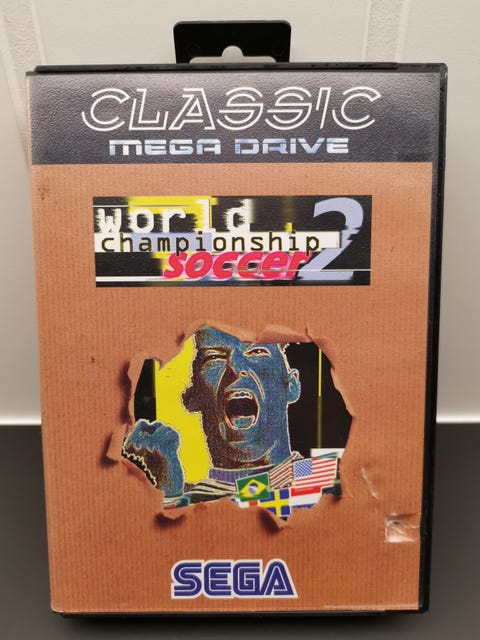 CLASSIC
MEGA DRIVE
world
championship
soccer 2
SEGA